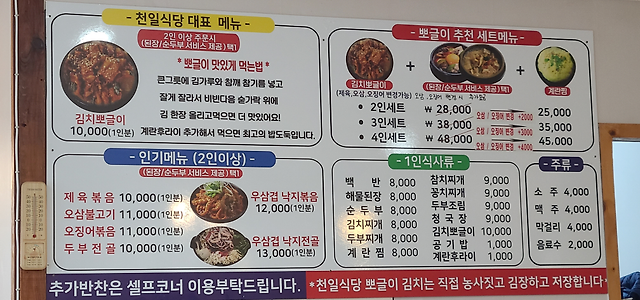 - 천일식당 대표 메뉴 -
2인 이상 주문시
(된장/순두부 서비스 제공) 택1
* 뽀글이 맛있게 먹는법 *
큰그릇에 김가루와 참깨 참기름 넣고
잘게 잘라서 비빈다음 숟가락 위에
김 한장 올리고먹으면 더 맛있어요!
계란후라이 추가해서 먹으면 최고의 밥도둑입니다.
김치뽀글이
10,000(1인분)
- 뽀글이 추천 세트메뉴 -
김치뽀글이
(제육,오삼,오징어변경가능)
+
(된장/순두부 서비스 제공)택1
+
계란찜
• 2인세트 ₩ 28,000 오삼 / 오징어 변경 +2000 25,000
• 3인세트 ₩ 38,000 오삼 / 오징어 변경 +3000 35,000
• 4인세트 ₩ 48,000 오삼 / 오징어 변경 +4000 45,000
- 인기메뉴 (2인이상) -
(된장/순두부 서비스 제공)택1
제육볶음 10,000(1인분)
오삼불고기 11,000(1인분)
오징어볶음 11,000(1인분)
두부전골 10,000(1인분)
우삼겹 낙지볶음
12,000(1인분)
우삼겹 낙지전골
13,000(1인분)
- 1인식사류 -
백반 8,000
해물된장 8,000
순두부 8,000
김치찌개 8,000
두부찌개 8,000
계란찜 8,000
참치찌개 9,000
꽁치찌개 9,000
두부조림 9,000
청국장 9,000
김치뽀글이 10,000
공기밥 1,000
계란후라이 1,000
- 주류 -
소주 4,000
맥주 4,000
막걸리 4,000
음료수 2,000
추가반찬은 셀프코너 이용부탁드립니다.
*천일식당 뽀글이 김치는 직접 농사짓고 김장하고 저장합니다*